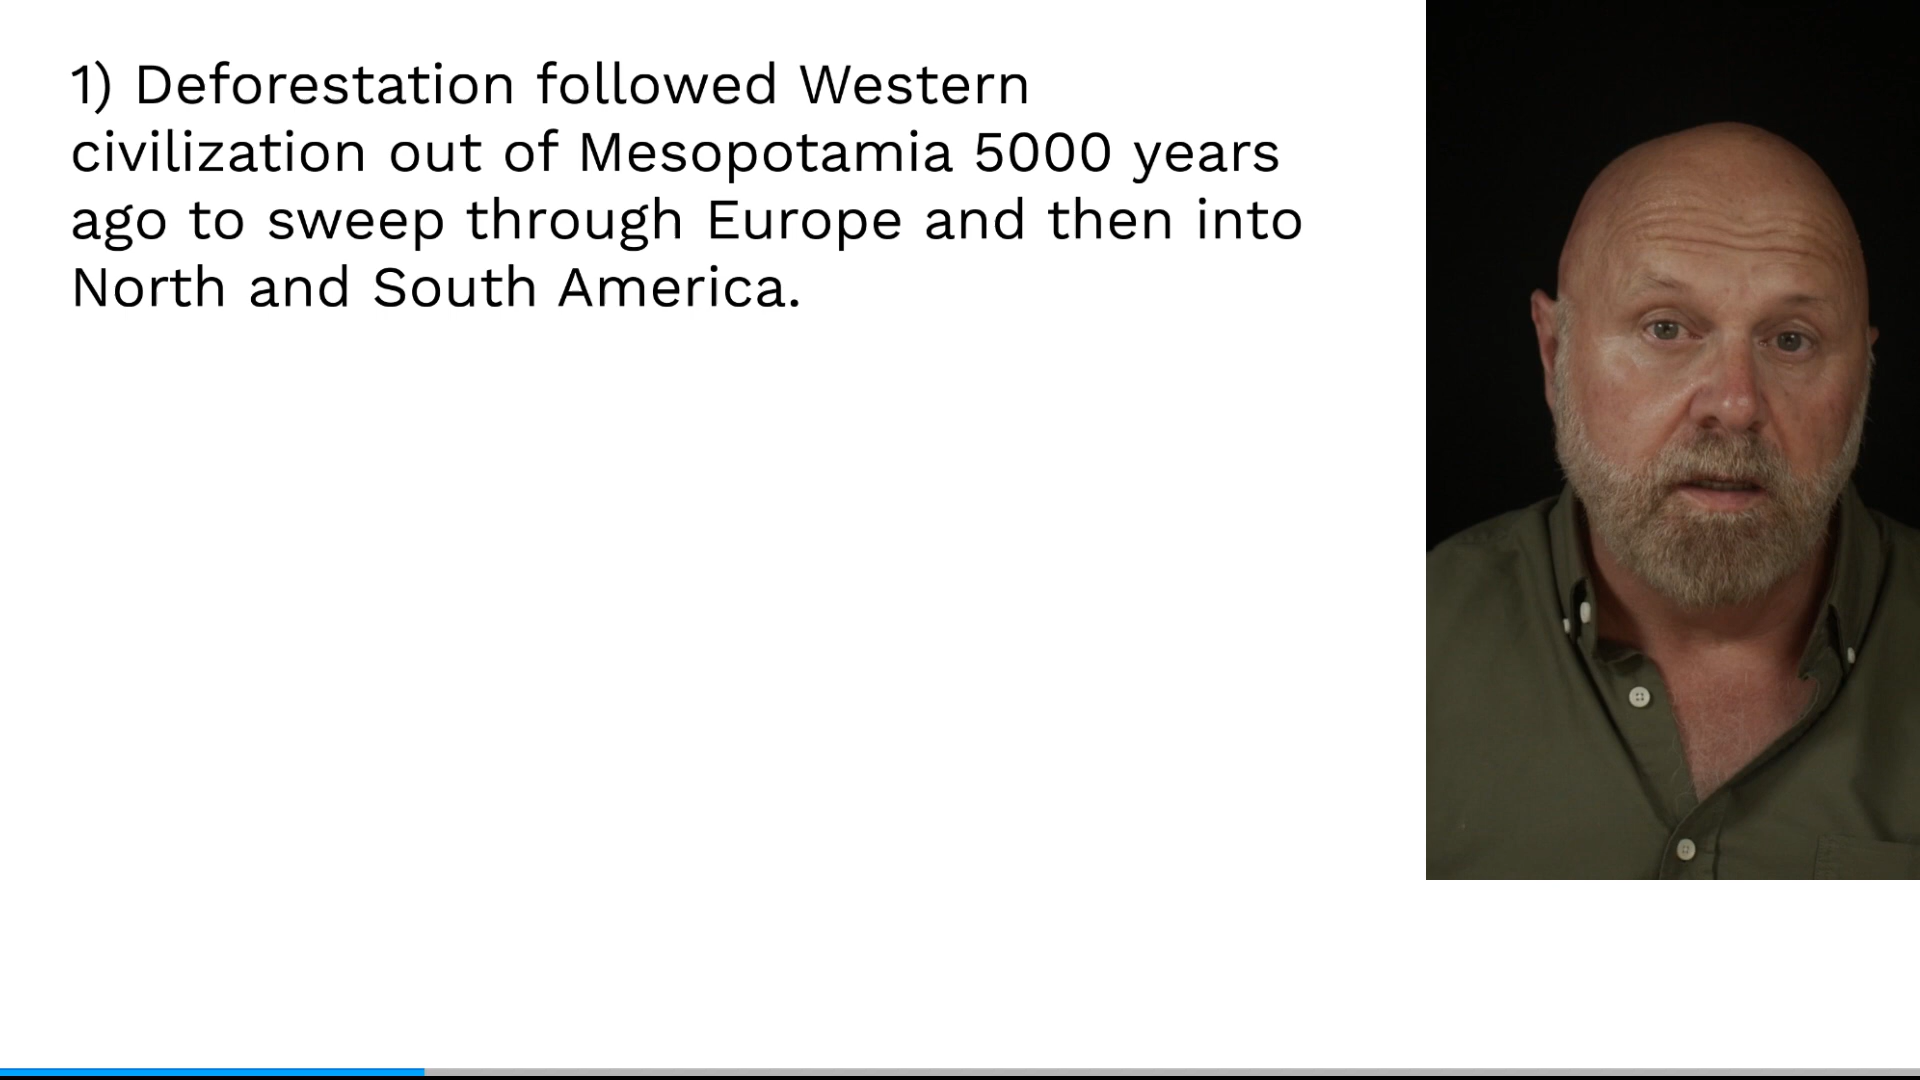 1) Deforestation followed Western
civilization out of Mesopotamia 5000 years
ago to sweep through Europe and then into
North and South America.